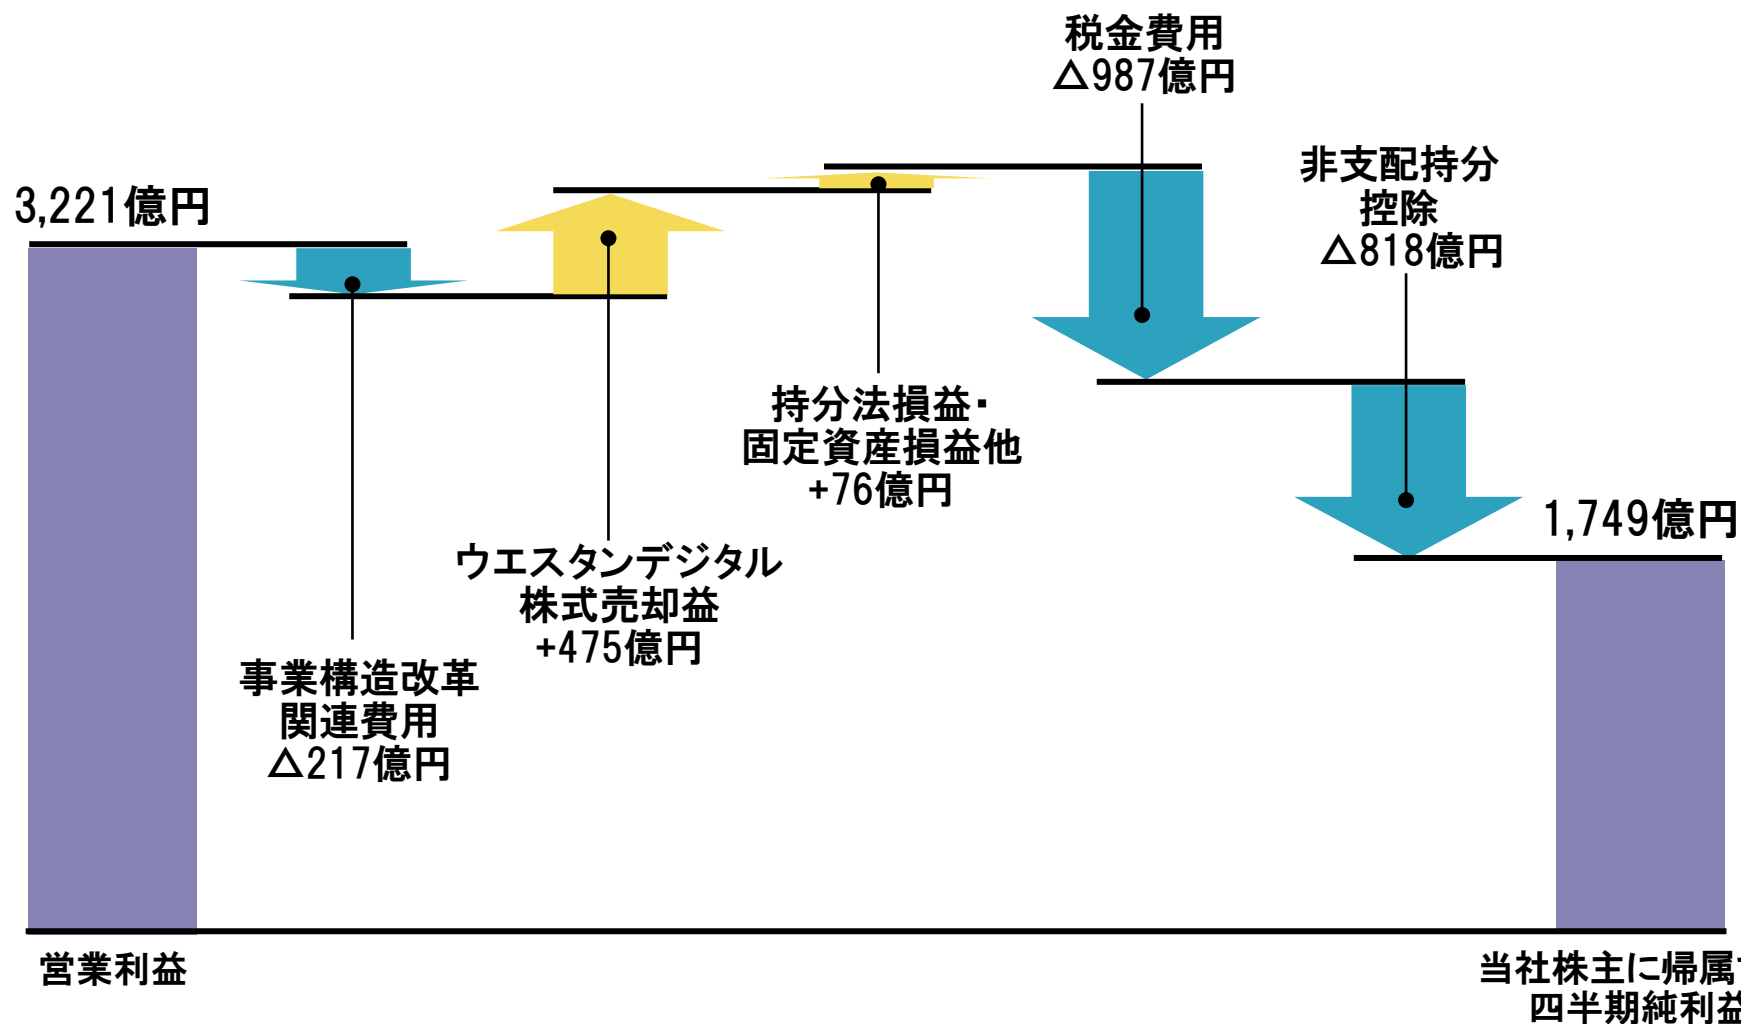 税金費用
△987億円
非支配持分
控除
△818億円
3,221億円
持分法損益・
固定資産損益他
+76億円
1,749億円
ウエスタンデジタル
株式売却益
+475億円
事業構造改革
関連費用
△217億円
営業利益
当社株主に帰属
四半期純利益